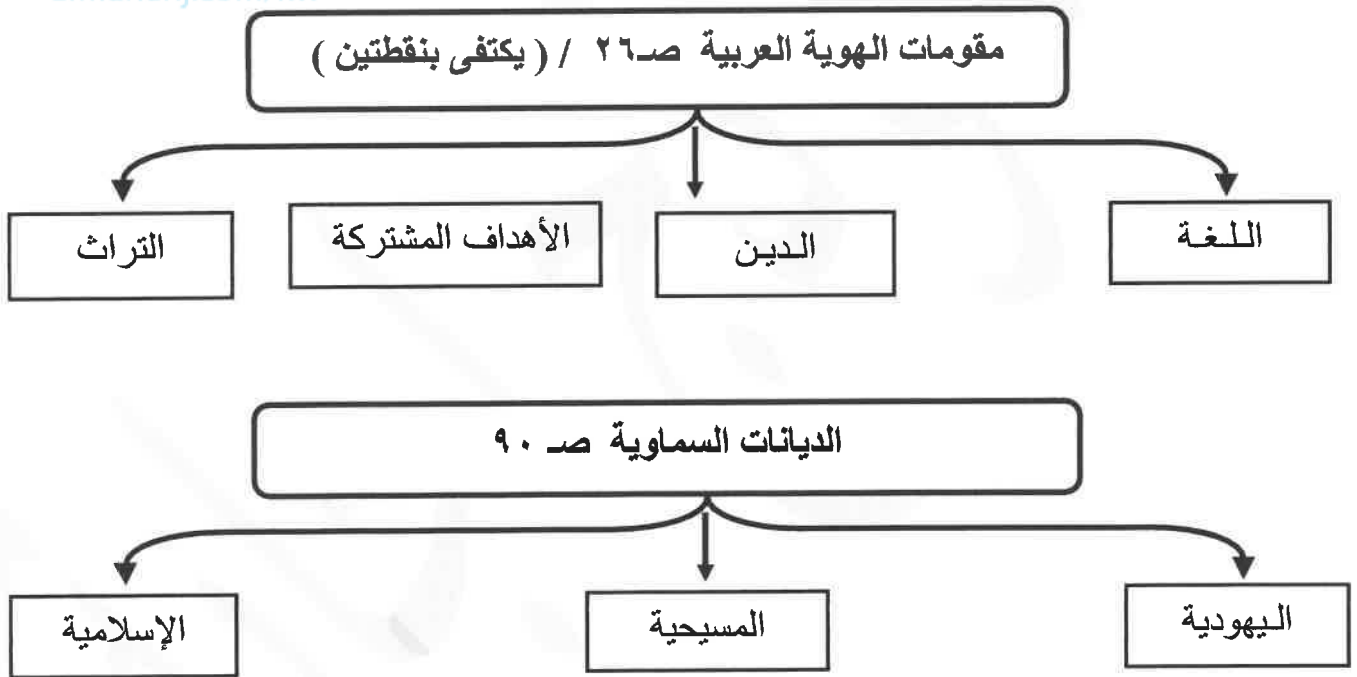 مقومات الهوية العربية صـ٢٦ / ( يكتفى بنقطتين )
اللغة
الدين
الأهداف المشتركة
التراث
الديانات السماوية صـ ٩٠
اليهودية
المسيحية
الإسلامية